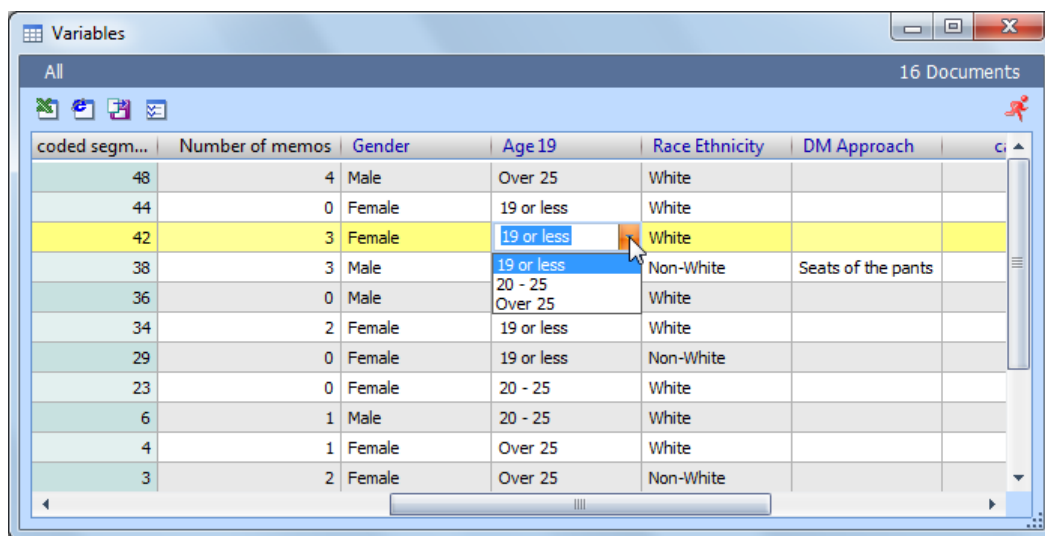 Variables
All 16 Documents
coded segm... Number of memos Gender Age 19 Race Ethnicity DM Approach
48 4 Male Over 25 White
44 0 Female 19 or less White
42 3 Female 19 or less White
38 3 Male 19 or less Non-White Seats of the pants
36 0 Male 20 - 25 White
Over 25
34 2 Female 19 or less White
29 0 Female 19 or less Non-White
23 0 Female 20 - 25 White
6 1 Male 20 - 25 White
4 1 Female Over 25 White
3 2 Female Over 25 Non-White